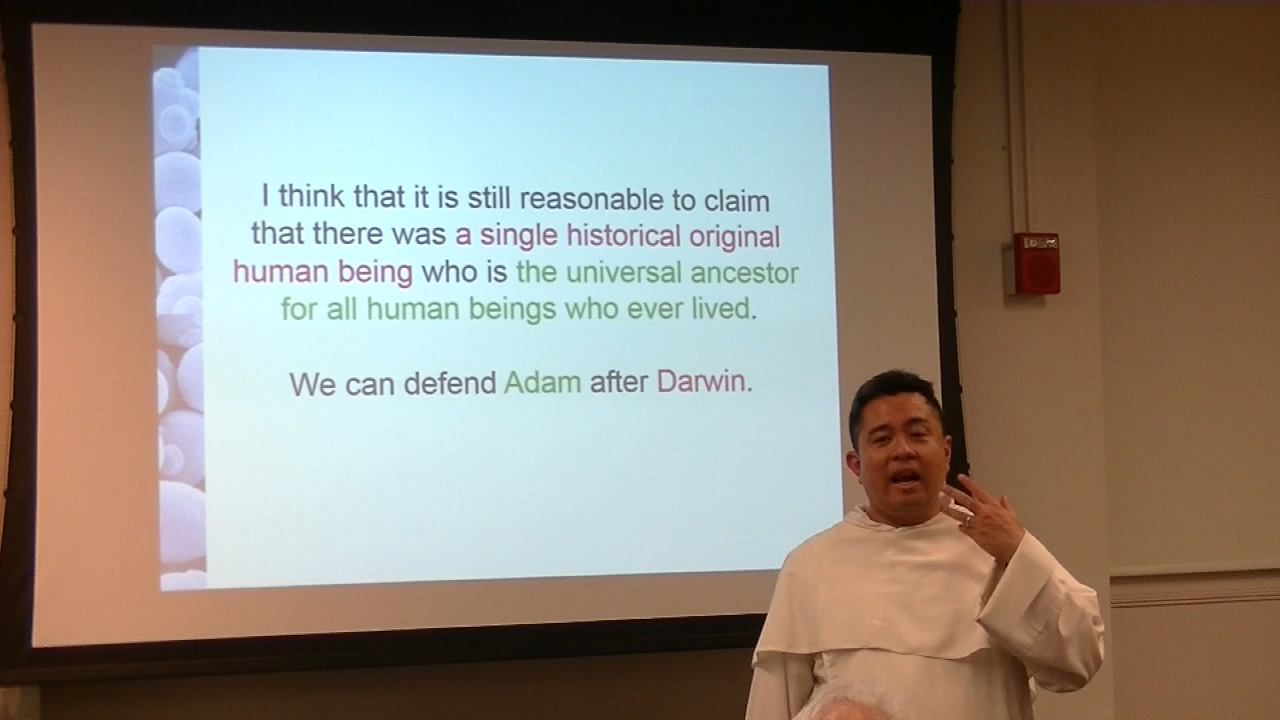 I think that it is still reasonable to claim
that there was a single historical original
human being who is the universal ancestor
for all human beings who ever lived.
We can defend Adam after Darwin.